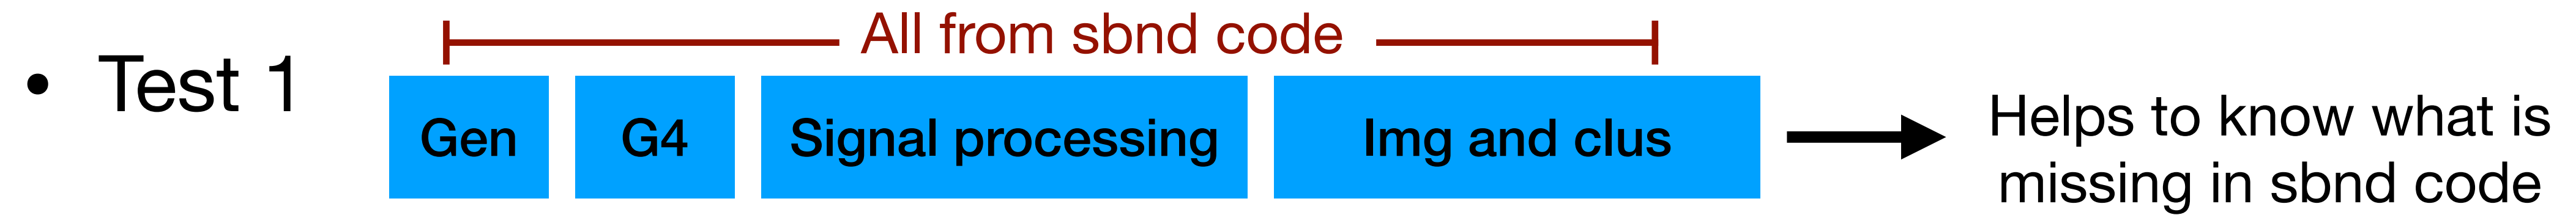 All from sbnd code
• Test 1
Gen
G4
Signal processing
Img and clus
Helps to know what is
missing in sbnd code